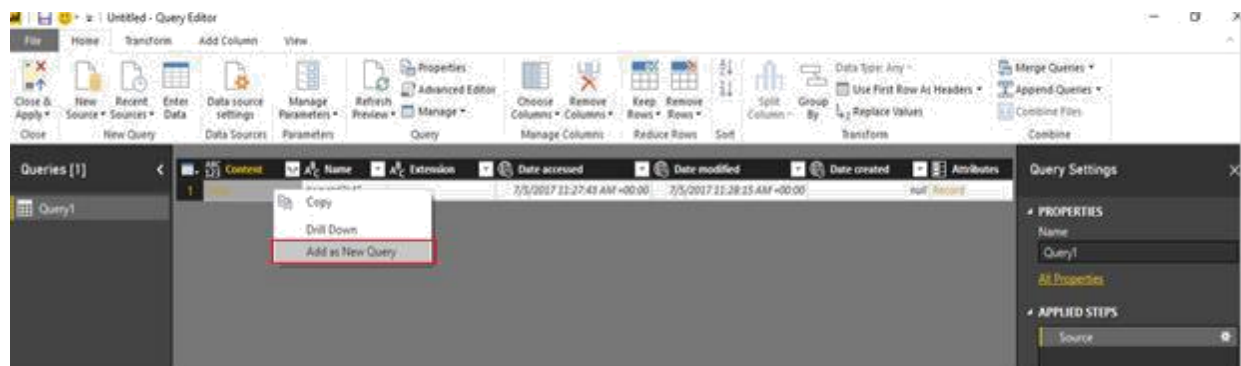 Untitled - Query Editor
File Home Transform Add Column View
Close & Apply
New Source
Recent Sources
Enter Data
Data source settings
Manage Parameters
Refresh Preview
Properties
Advanced Editor
Manage
Choose Columns
Remove Columns
Keep Rows
Remove Rows
Split Column
Group By
Data Type: Any
Use First Row As Headers
Replace Values
Merge Queries
Append Queries
Combine Files
Close New Query Data Sources Parameters Query Manage Columns Reduce Rows Sort Transform Combine
Queries [1]
Query1
Content Name Extension Date accessed Date modified Date created Attributes
1 7/5/2017 11:27:43 AM +00:00 7/5/2017 11:28:15 AM +00:00 null Record
Copy
Drill Down
Add as New Query
Query Settings
PROPERTIES
Name
Query1
All Properties
APPLIED STEPS
Source